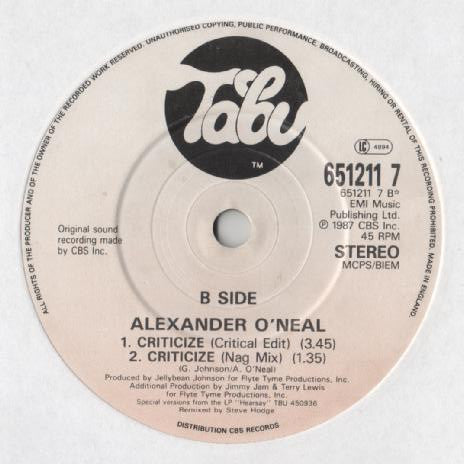 ALL RIGHTS OF THE PRODUCER AND OF THE OWNER OF THE RECORDED WORK RESERVED. UNAUTHORISED COPYING, PUBLIC PERFORMANCE, BROADCASTING, HIRING OR RENTAL OF THIS RECORDING PROHIBITED. MADE IN ENGLAND.
Tabu
TM
LC 4894
651211 7
651211 7 B°
EMI Music
Publishing Ltd.
℗ 1987 CBS Inc.
45 RPM
STEREO
MCPS/BIEM
Original sound
recording made
by CBS Inc.
B SIDE
ALEXANDER O'NEAL
1. CRITICIZE (Critical Edit) (3.45)
2. CRITICIZE (Nag Mix) (1.35)
(G. Johnson/A. O'Neal)
Produced by Jellybean Johnson for Flyte Tyme Productions, Inc.
Additional Production by Jimmy Jam & Terry Lewis
for Flyte Tyme Productions, Inc.
Special versions from the LP "Hearsay" TBU 450936
Remixed by Steve Hodge
DISTRIBUTION CBS RECORDS